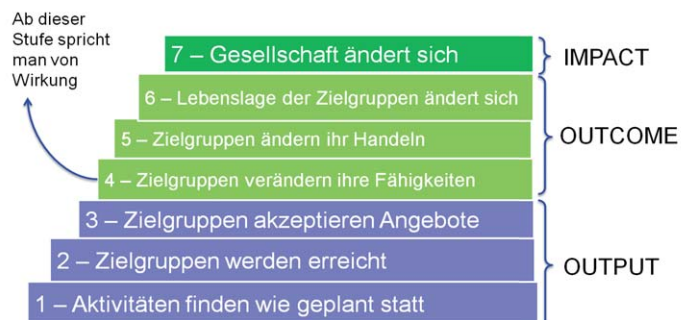 Ab dieser
Stufe spricht
man von
Wirkung
7 – Gesellschaft ändert sich
IMPACT
6 – Lebenslage der Zielgruppen ändert sich
5 – Zielgruppen ändern ihr Handeln
OUTCOME
4 – Zielgruppen verändern ihre Fähigkeiten
3 – Zielgruppen akzeptieren Angebote
2 – Zielgruppen werden erreicht
OUTPUT
1 – Aktivitäten finden wie geplant statt